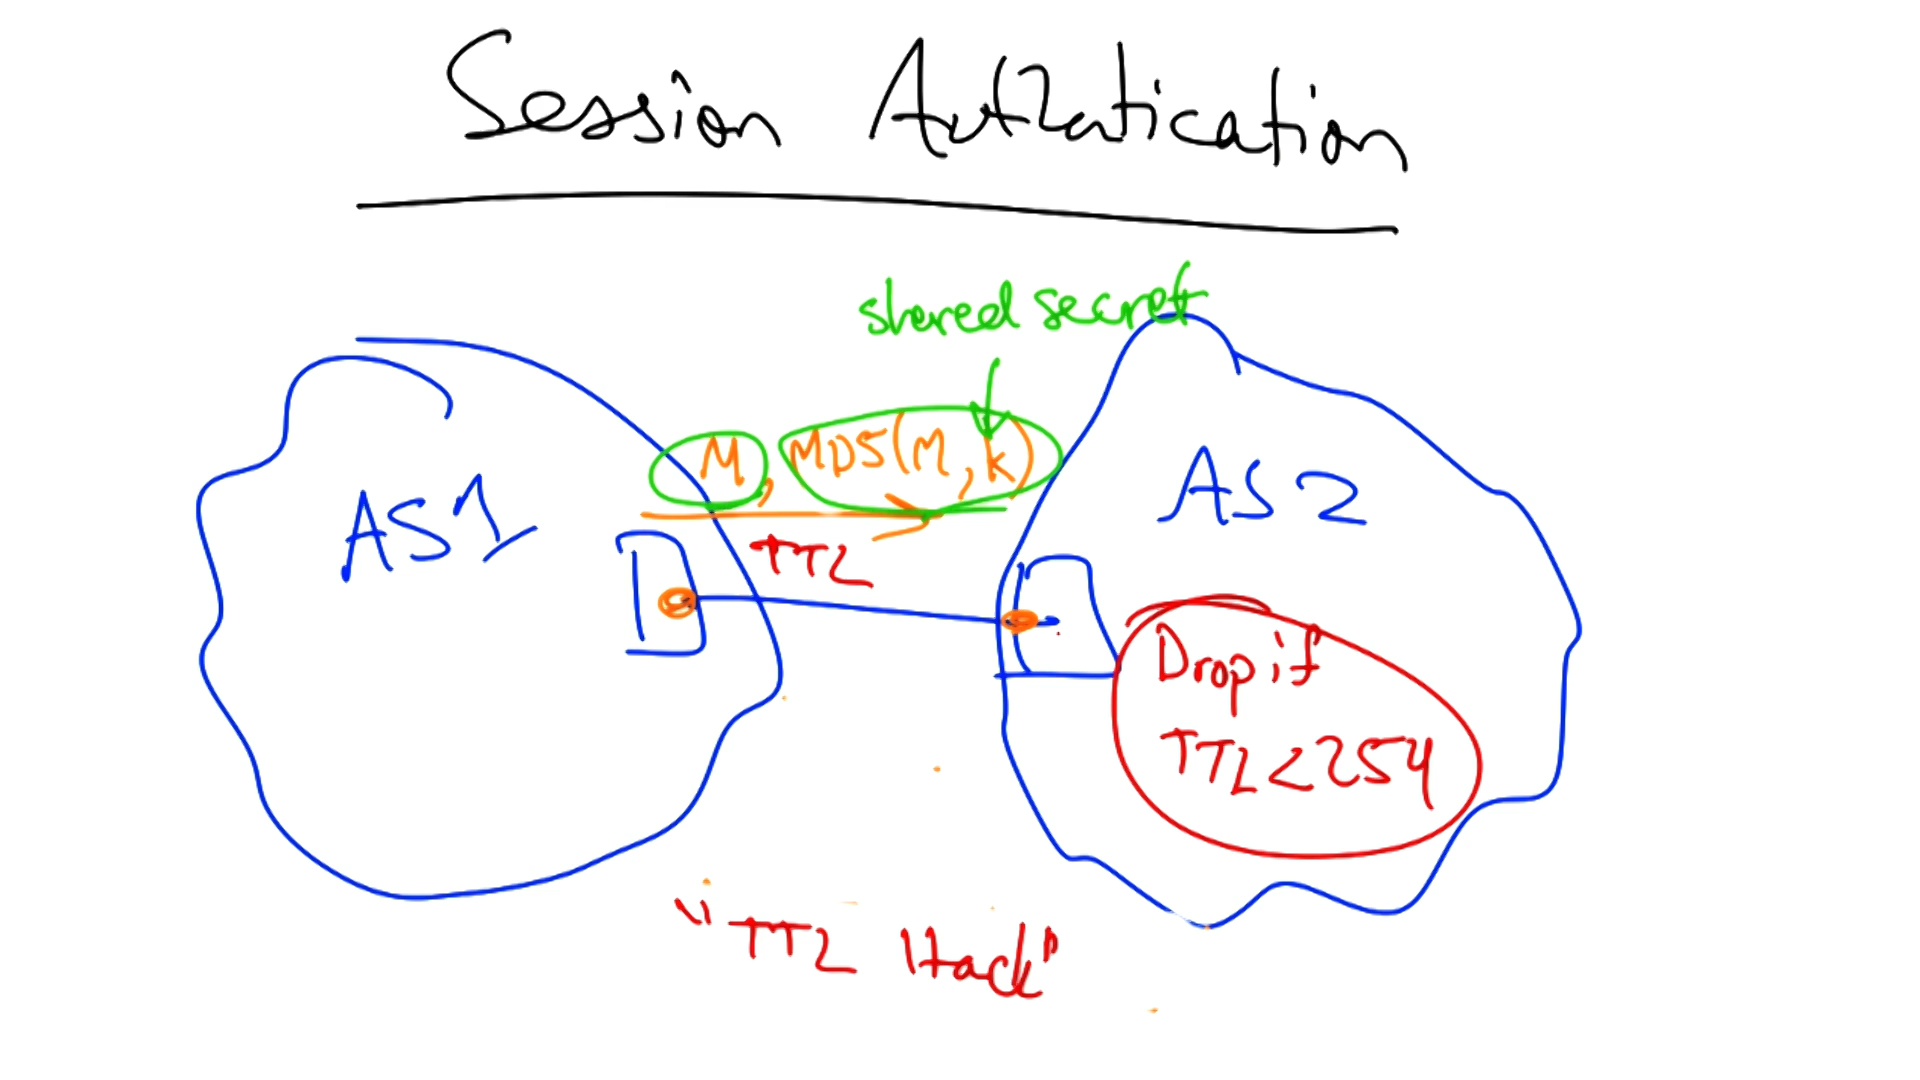 Session Authentication
shared secret
M, MD5(M, K)
AS1
AS2
TTL
Drop if
TTL<254
"TTL Hack"